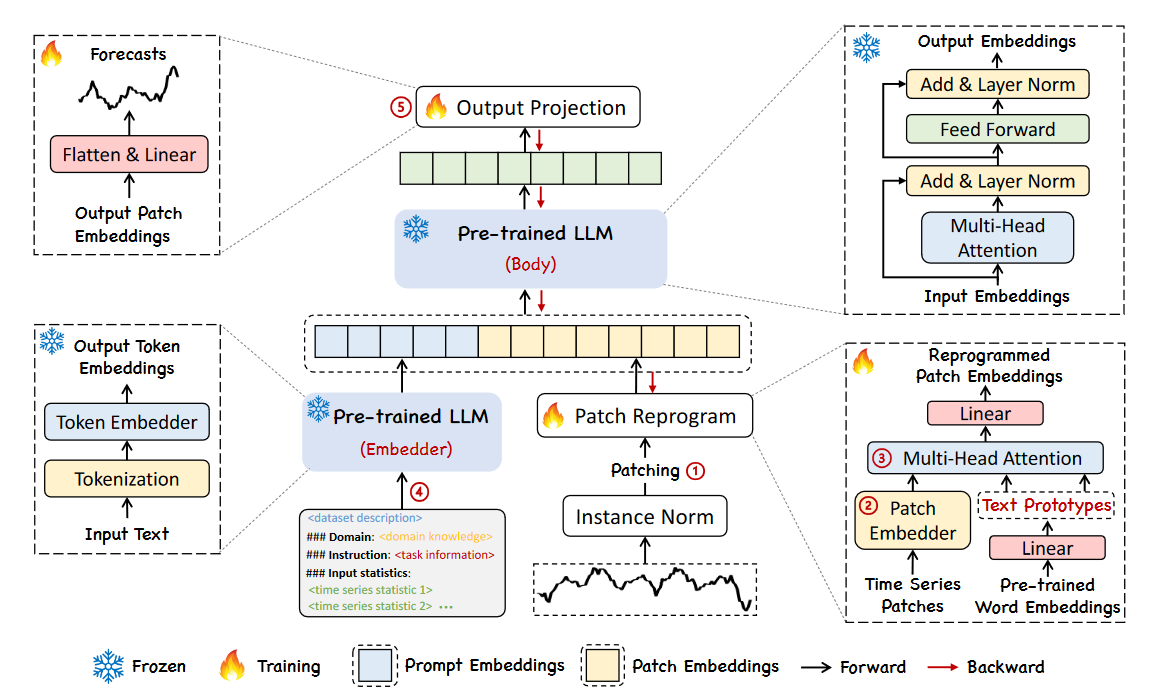 Forecasts
Flatten & Linear
Output Patch
Embeddings
⑤ Output Projection
Pre-trained LLM
(Body)
Output Embeddings
Add & Layer Norm
Feed Forward
Add & Layer Norm
Multi-Head
Attention
Input Embeddings
Output Token
Embeddings
Token Embedder
Tokenization
Input Text
Pre-trained LLM
(Embedder)
④
<dataset description>
### Domain: <domain knowledge>
### Instruction: <task information>
### Input statistics:
<time series statistic 1>
<time series statistic 2> ...
Patch Reprogram
Patching ①
Instance Norm
Reprogrammed
Patch Embeddings
Linear
③ Multi-Head Attention
② Patch
Embedder
Text Prototypes
Linear
Time Series
Patches
Pre-trained
Word Embeddings
Frozen
Training
Prompt Embeddings
Patch Embeddings
Forward
Backward